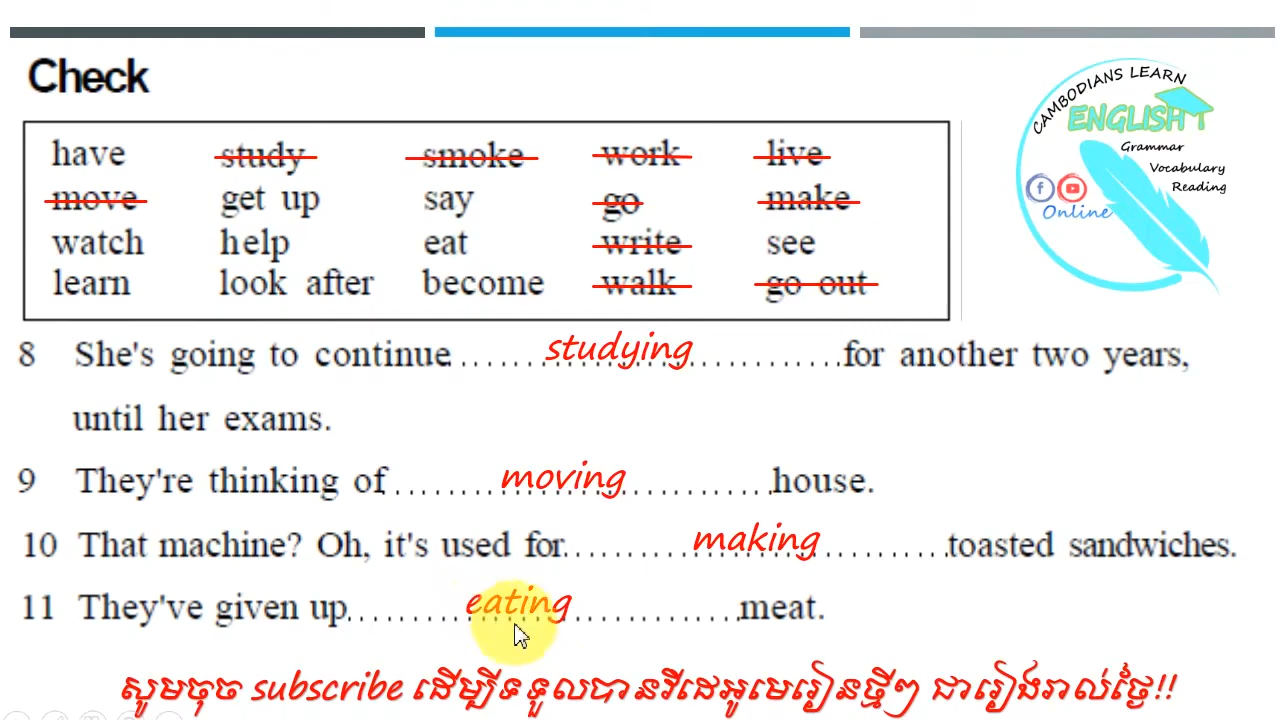 Check
CAMBODIANS LEARN
ENGLISH
Grammar
Vocabulary
Reading
Online
have study smoke work live
move get up say go make
watch help eat write see
learn look after become walk go out
8 She's going to continue ........ studying ........ for another two years,
until her exams.
9 They're thinking of ........ moving ........ house.
10 That machine? Oh, it's used for ........ making ........ toasted sandwiches.
11 They've given up ........ eating ........ meat.
សូមចុច subscribe ដើម្បីទទួលបានវីដេអូមេរៀនថ្មីៗ ជារៀងរាល់ថ្ងៃ!!